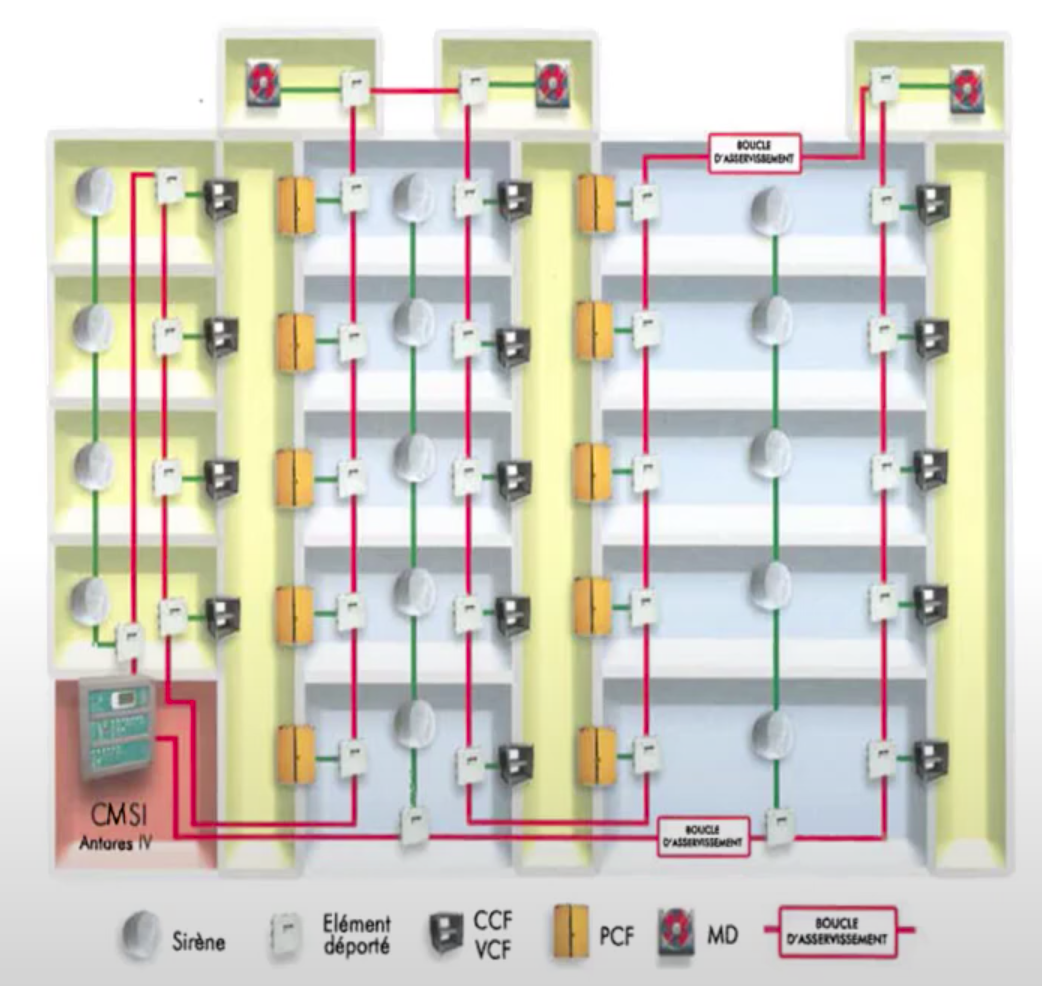 BOUCLE
D'ASSERVISSEMENT
CMSI
Antares IV
BOUCLE
D'ASSERVISSEMENT
Sirène
Elément
déporté
CCF
VCF
PCF
MD
BOUCLE
D'ASSERVISSEMENT